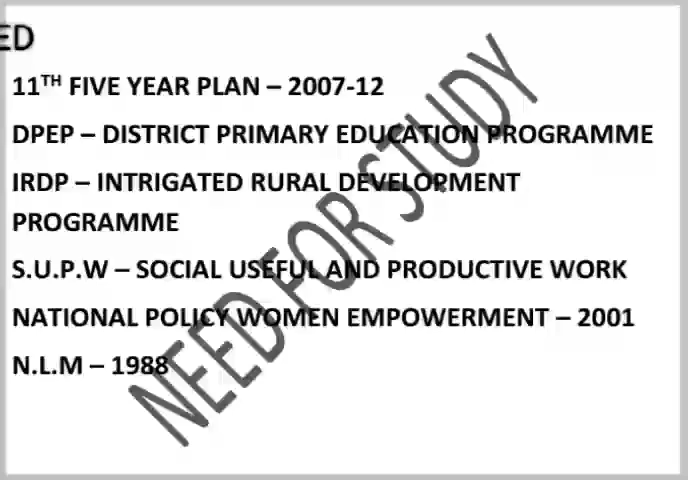 ED
11TH FIVE YEAR PLAN – 2007-12
DPEP – DISTRICT PRIMARY EDUCATION PROGRAMME
IRDP – INTRIGATED RURAL DEVELOPMENT
PROGRAMME
S.U.P.W – SOCIAL USEFUL AND PRODUCTIVE WORK
NATIONAL POLICY WOMEN EMPOWERMENT – 2001
N.L.M – 1988
NEED FOR STUDY